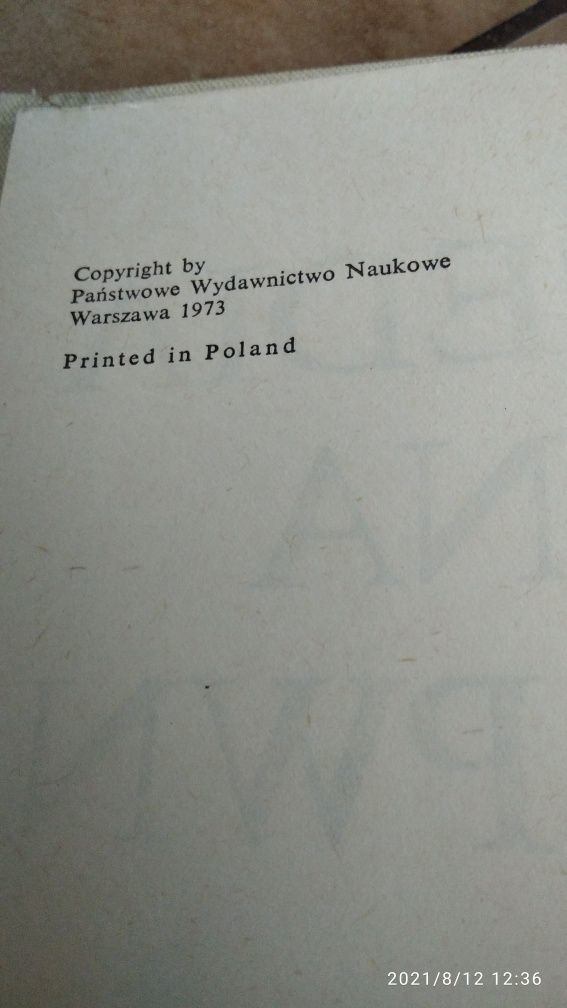 Copyright by
Państwowe Wydawnictwo Naukowe
Warszawa 1973
Printed in Poland
2021/8/12 12:36